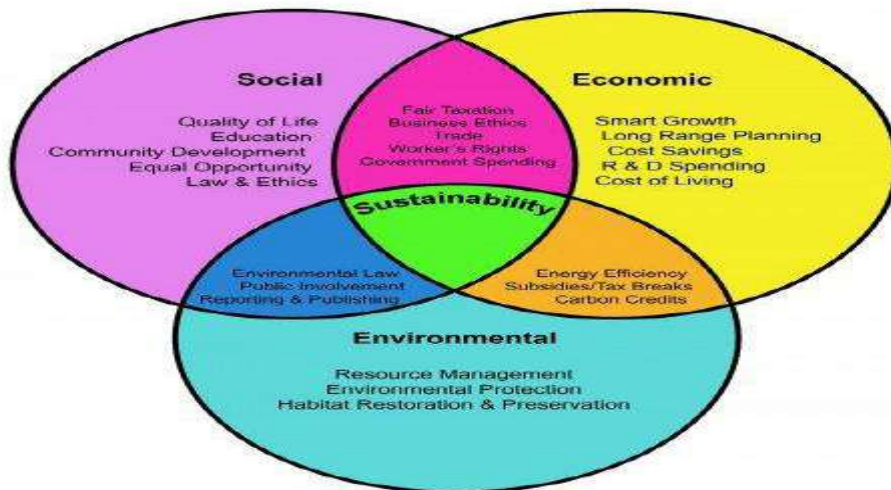 Social
Quality of Life
Education
Community Development
Equal Opportunity
Law & Ethics
Fair Taxation
Business Ethics
Trade
Worker's Rights
Government Spending
Economic
Smart Growth
Long Range Planning
Cost Savings
R & D Spending
Cost of Living
Sustainability
Environmental Law
Public Involvement
Reporting & Publishing
Energy Efficiency
Subsidies/Tax Breaks
Carbon Credits
Environmental
Resource Management
Environmental Protection
Habitat Restoration & Preservation